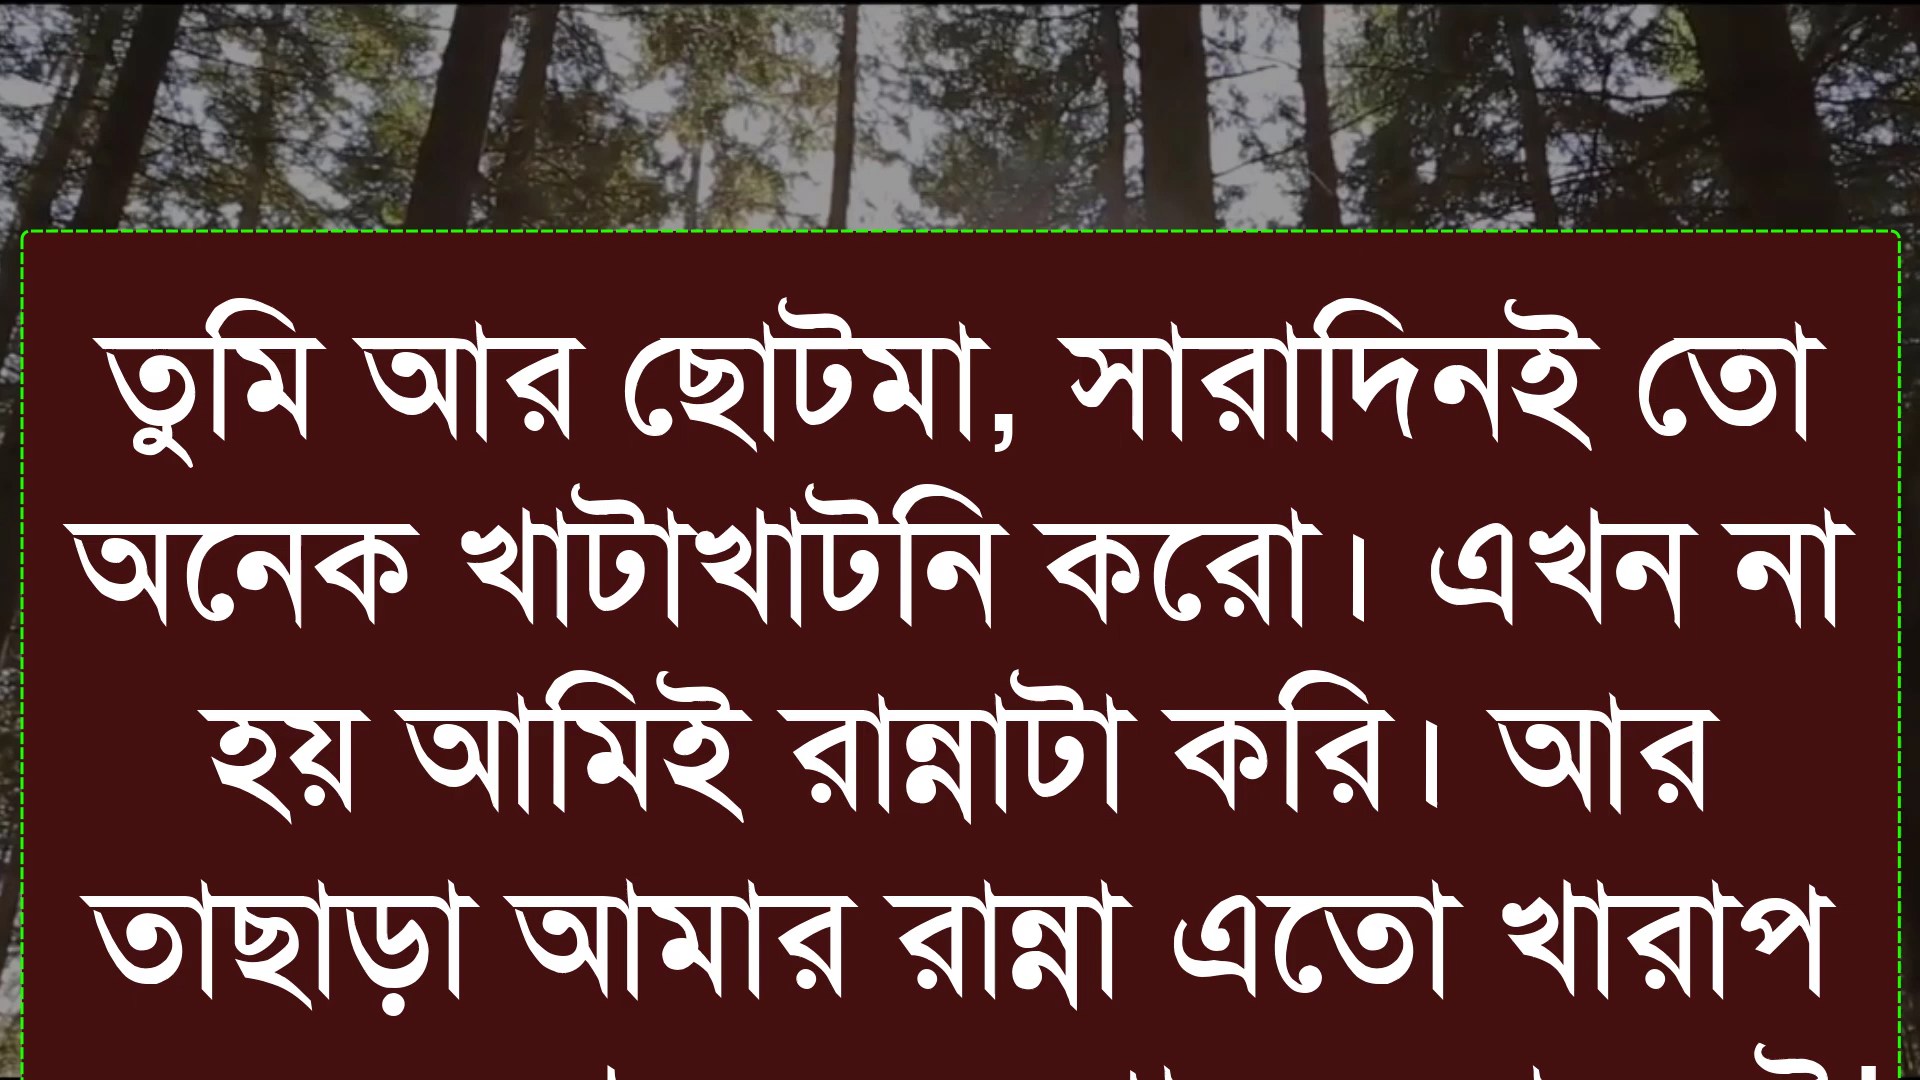 তুমি আর ছোটমা, সারাদিনই তো
অনেক খাটাখাটনি করো। এখন না
হয় আমিই রান্নাটা করি। আর
তাছাড়া আমার রান্না এতো খারাপ